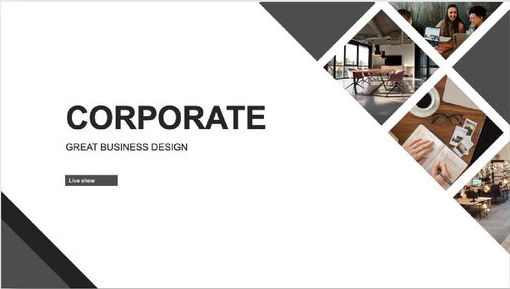 CORPORATE
GREAT BUSINESS DESIGN
Live show